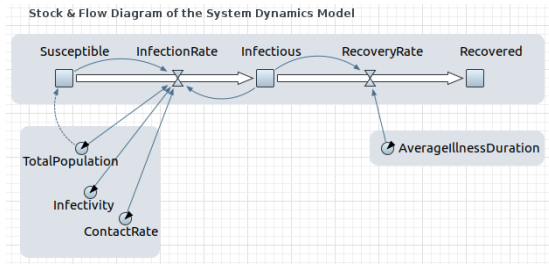 Stock & Flow Diagram of the System Dynamics Model
Susceptible InfectionRate Infectious RecoveryRate Recovered
TotalPopulation
AverageIllnessDuration
Infectivity
ContactRate